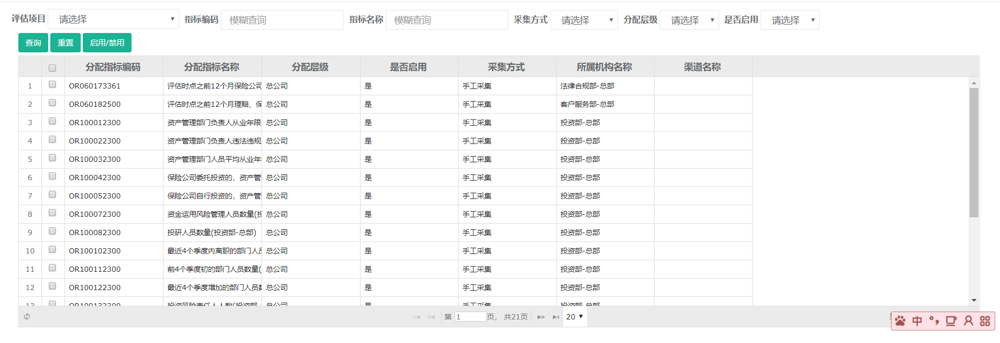 评估项目 请选择 指标编码 模糊查询 指标名称 模糊查询 采集方式 请选择 分配层级 请选择 是否启用 请选择
查询 重置 启用/禁用
分配指标编码 分配指标名称 分配层级 是否启用 采集方式 所属机构名称 渠道名称
1 OR060173361 评估时点之前12个月保险公司 总公司 是 手工采集 法律合规部-总部
2 OR060182500 评估时点之前12个月理赔、保 总公司 是 手工采集 客户服务部-总部
3 OR100012300 资产管理部门负责人从业年限 总公司 是 手工采集 投资部-总部
4 OR100022300 资产管理部门负责人违法违规 总公司 是 手工采集 投资部-总部
5 OR100032300 资产管理部门人员平均从业年 总公司 是 手工采集 投资部-总部
6 OR100042300 保险公司委托投资的，资产管 总公司 是 手工采集 投资部-总部
7 OR100052300 保险公司自行投资的，资产管 总公司 是 手工采集 投资部-总部
8 OR100072300 资金运用风险管理人员数量(投 总公司 是 手工采集 投资部-总部
9 OR100082300 投研人员数量(投资部-总部) 总公司 是 手工采集 投资部-总部
10 OR100102300 最近4个季度内离职的部门人员 总公司 是 手工采集 投资部-总部
11 OR100112300 前4个季度初的部门人员数量( 总公司 是 手工采集 投资部-总部
12 OR100122300 最近4个季度增加的部门人员数 总公司 是 手工采集 投资部-总部
13 OR100132300 投资风险责任人人数(投资部- 总公司 是 手工采集 投资部-总部
第 1 页， 共21页 20
中